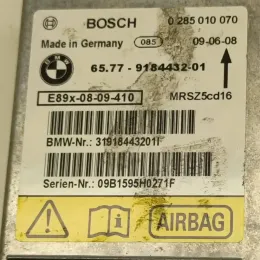 BOSCH 0 285 010 070
Made in Germany 085 09-06-08
BMW
65.77 - 9184432-01
E89x-08-09-410 MRSZ5cd16
BMW-Nr.: 31918443201I
Serien-Nr.: 09B1595H0271F
AIRBAG